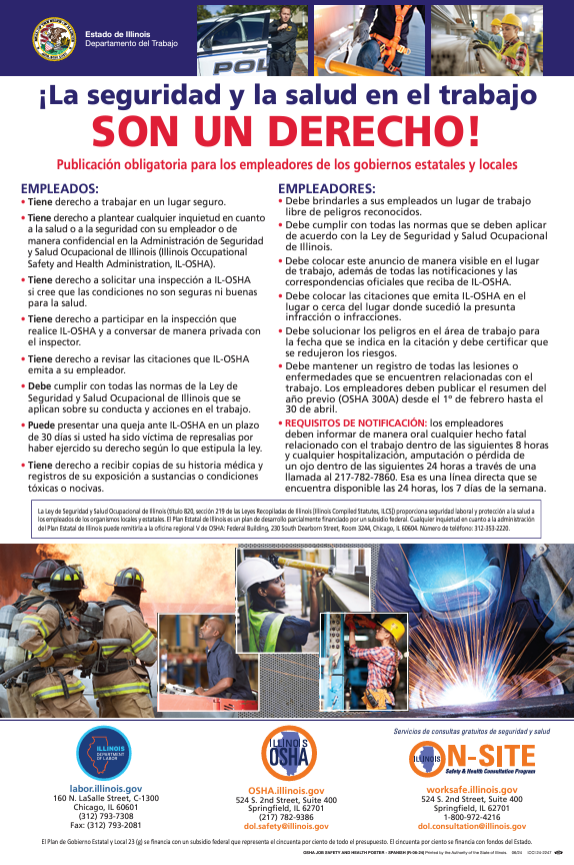 Estado de Illinois
Departamento del Trabajo
POLI
¡La seguridad y la salud en el trabajo
SON UN DERECHO!
Publicación obligatoria para los empleadores de los gobiernos estatales y locales
EMPLEADOS:
• Tiene derecho a trabajar en un lugar seguro.
• Tiene derecho a plantear cualquier inquietud en cuanto
a la salud o a la seguridad con su empleador o de
manera confidencial en la Administración de Seguridad
y Salud Ocupacional de Illinois (Illinois Occupational
Safety and Health Administration, IL-OSHA).
• Tiene derecho a solicitar una inspección a IL-OSHA
si cree que las condiciones no son seguras ni buenas
para la salud.
• Tiene derecho a participar en la inspección que
realice IL-OSHA y a conversar de manera privada con
el inspector.
• Tiene derecho a revisar las citaciones que IL-OSHA
emita a su empleador.
• Debe cumplir con todas las normas de la Ley de
Seguridad y Salud Ocupacional de Illinois que se
aplican sobre su conducta y acciones en el trabajo.
• Puede presentar una queja ante IL-OSHA en un plazo
de 30 días si usted ha sido víctima de represalias por
haber ejercido su derecho según lo que estipula la ley.
• Tiene derecho a recibir copias de su historia médica y
registros de su exposición a sustancias o condiciones
tóxicas o nocivas.
EMPLEADORES:
• Debe brindarles a sus empleados un lugar de trabajo
libre de peligros reconocidos.
• Debe cumplir con todas las normas que se deben aplicar
de acuerdo con la Ley de Seguridad y Salud Ocupacional
de Illinois.
• Debe colocar este anuncio de manera visible en el lugar
de trabajo, además de todas las notificaciones y las
correspondencias oficiales que reciba de IL-OSHA.
• Debe colocar las citaciones que emita IL-OSHA en el
lugar o cerca del lugar donde sucedió la presunta
infracción o infracciones.
• Debe solucionar los peligros en el área de trabajo para
la fecha que se indica en la citación y debe certificar que
se redujeron los riesgos.
• Debe mantener un registro de todas las lesiones o
enfermedades que se encuentren relacionadas con el
trabajo. Los empleadores deben publicar el resumen del
año previo (OSHA 300A) desde el 1° de febrero hasta el
30 de abril.
• REQUISITOS DE NOTIFICACIÓN: los empleadores
deben informar de manera oral cualquier hecho fatal
relacionado con el trabajo dentro de las siguientes 8 horas
y cualquier hospitalización, amputación o pérdida de
un ojo dentro de las siguientes 24 horas a través de una
llamada al 217-782-7860. Esa es una línea directa que se
encuentra disponible las 24 horas, los 7 días de la semana.
La Ley de Seguridad y Salud Ocupacional de Illinois (título 820, sección 219 de las Leyes Recopiladas de Illinois [Illinois Compiled Statutes, ILCS]) proporciona seguridad laboral y protección a la salud a
los empleados de los organismos locales y estatales. El Plan Estatal de Illinois es un plan de desarrollo parcialmente financiado por un subsidio federal. Cualquier inquietud en cuanto a la administración
del Plan Estatal de Illinois puede remitirla a la oficina regional V de OSHA: Federal Building, 230 South Dearborn Street, Room 3244, Chicago, IL 60604. Número de teléfono: 312-353-2220.
ILLINOIS
DEPARTMENT
OF LABOR
labor.illinois.gov
160 N. LaSalle Street, C-1300
Chicago, IL 60601
(312) 793-7308
Fax: (312) 793-2081
ILLINOIS
OSHA
OSHA.illinois.gov
524 S. 2nd Street, Suite 400
Springfield, IL 62701
(217) 782-9386
dol.safety@illinois.gov
Servicios de consultas gratuitos de seguridad y salud
ILLINOIS
ON-SITE
Safety & Health Consultation Program
worksafe.illinois.gov
524 S. 2nd Street, Suite 400
Springfield, IL 62701
1-800-972-4216
dol.consultation@illinois.gov
El Plan de Gobierno Estatal y Local 23 (g) se financia con un subsidio federal que representa el cincuenta por ciento de todo el presupuesto. El cincuenta por ciento se financia con fondos del Estado.
OSHA JOB SAFETY AND HEALTH POSTER - SPANISH (R-06-24) Printed by the Authority of the State of Illinois 06/24 IOCI 24-2247